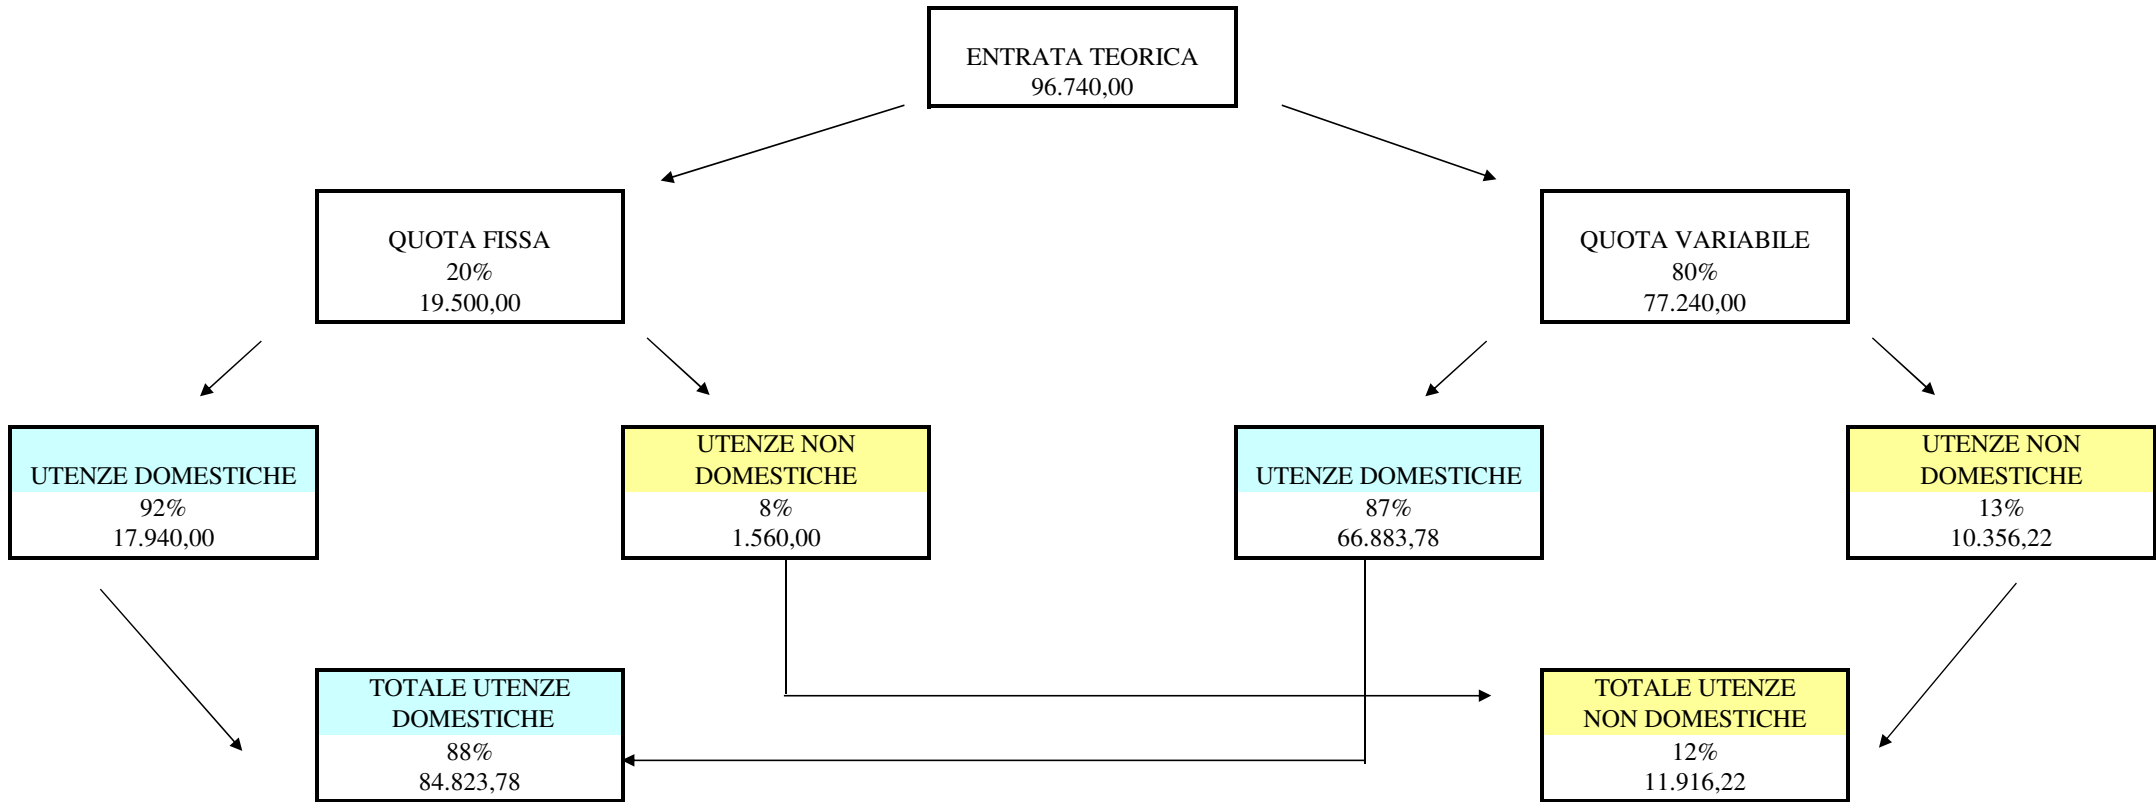 ENTRATA TEORICA
96.740,00
QUOTA FISSA
20%
19.500,00
QUOTA VARIABILE
80%
77.240,00
UTENZE DOMESTICHE
92%
17.940,00
UTENZE NON
DOMESTICHE
8%
1.560,00
UTENZE DOMESTICHE
87%
66.883,78
UTENZE NON
DOMESTICHE
13%
10.356,22
TOTALE UTENZE
DOMESTICHE
88%
84.823,78
TOTALE UTENZE
NON DOMESTICHE
12%
11.916,22